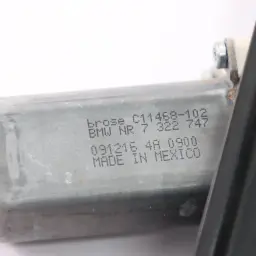 brose C11468-102
BMW NR 7 322 747
091216 4A 0900
MADE IN MEXICO